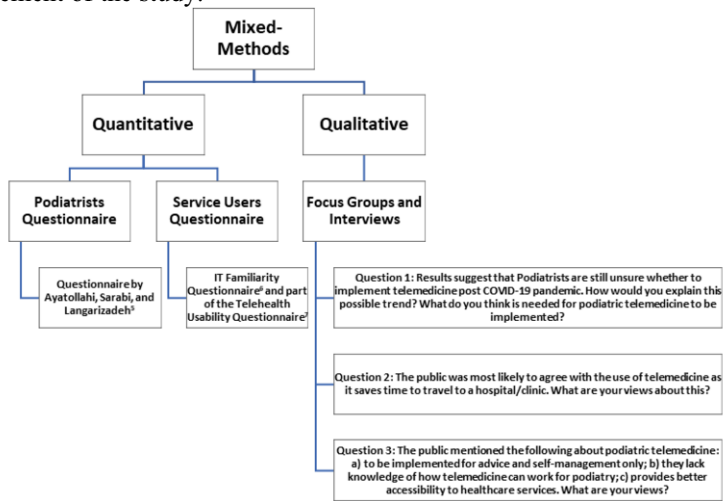 Mixed-
Methods
Quantitative
Qualitative
Podiatrists
Questionnaire
Service Users
Questionnaire
Focus Groups and
Interviews
Questionnaire by
Ayatollahi, Sarabi, and
Langarizadeh⁵
IT Familiarity
Questionnaire⁶ and part
of the Telehealth
Usability Questionnaire⁷
Question 1: Results suggest that Podiatrists are still unsure whether to
implement telemedicine post COVID-19 pandemic. How would you explain this
possible trend? What do you think is needed for podiatric telemedicine to be
implemented?
Question 2: The public was most likely to agree with the use of telemedicine as
it saves time to travel to a hospital/clinic. What are your views about this?
Question 3: The public mentioned the following about podiatric telemedicine:
a) to be implemented for advice and self-management only; b) they lack
knowledge of how telemedicine can work for podiatry; c) provides better
accessibility to healthcare services. What are your views?